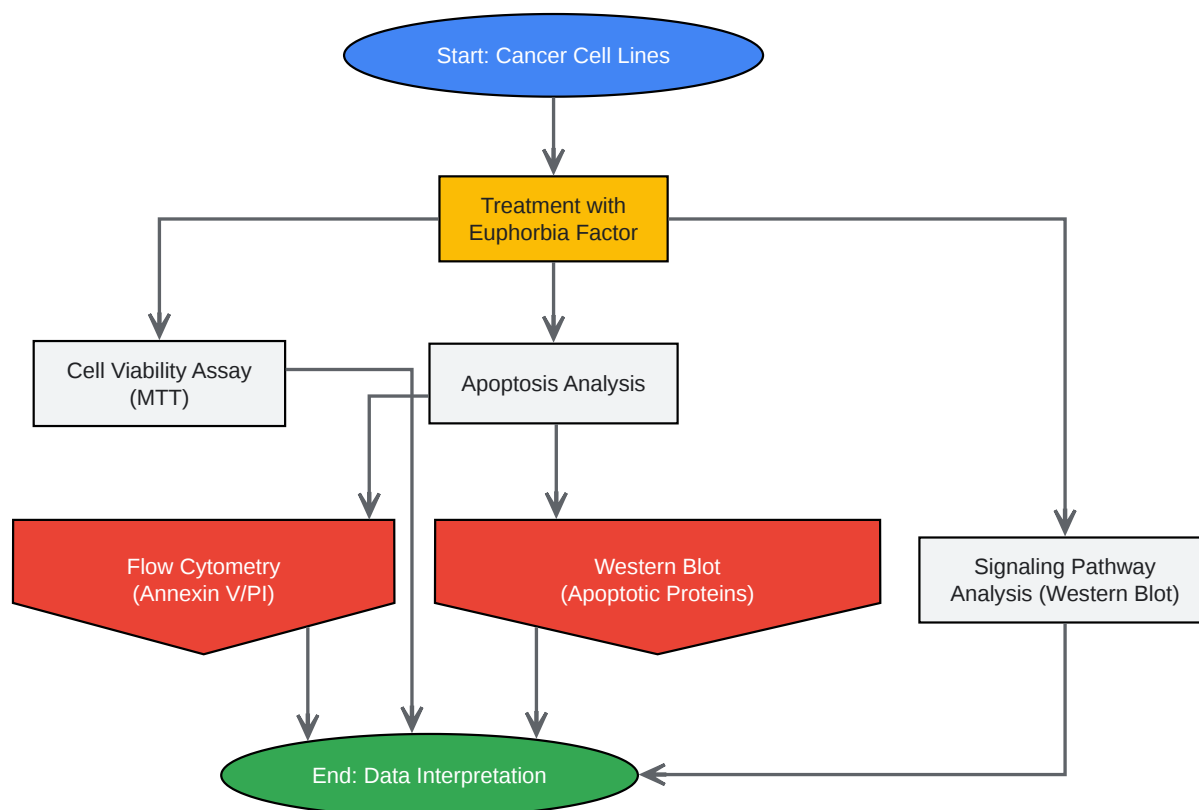 Start: Cancer Cell Lines
Treatment with
Euphorbia Factor
Cell Viability Assay
(MTT)
Apoptosis Analysis
Flow Cytometry
(Annexin V/PI)
Western Blot
(Apoptotic Proteins)
Signaling Pathway
Analysis (Western Blot)
End: Data Interpretation